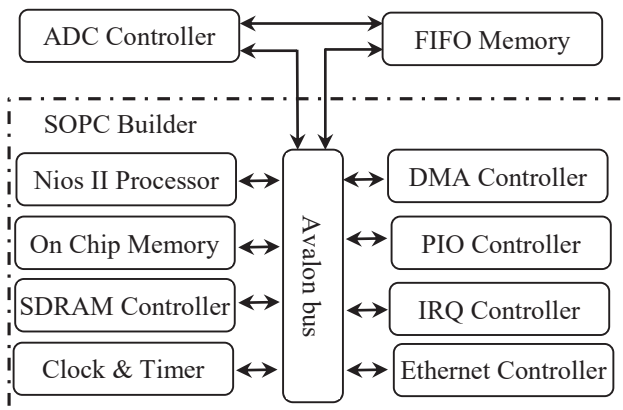 ADC Controller
FIFO Memory
SOPC Builder
Nios II Processor
DMA Controller
On Chip Memory
PIO Controller
SDRAM Controller
IRQ Controller
Clock & Timer
Ethernet Controller
Avalon bus